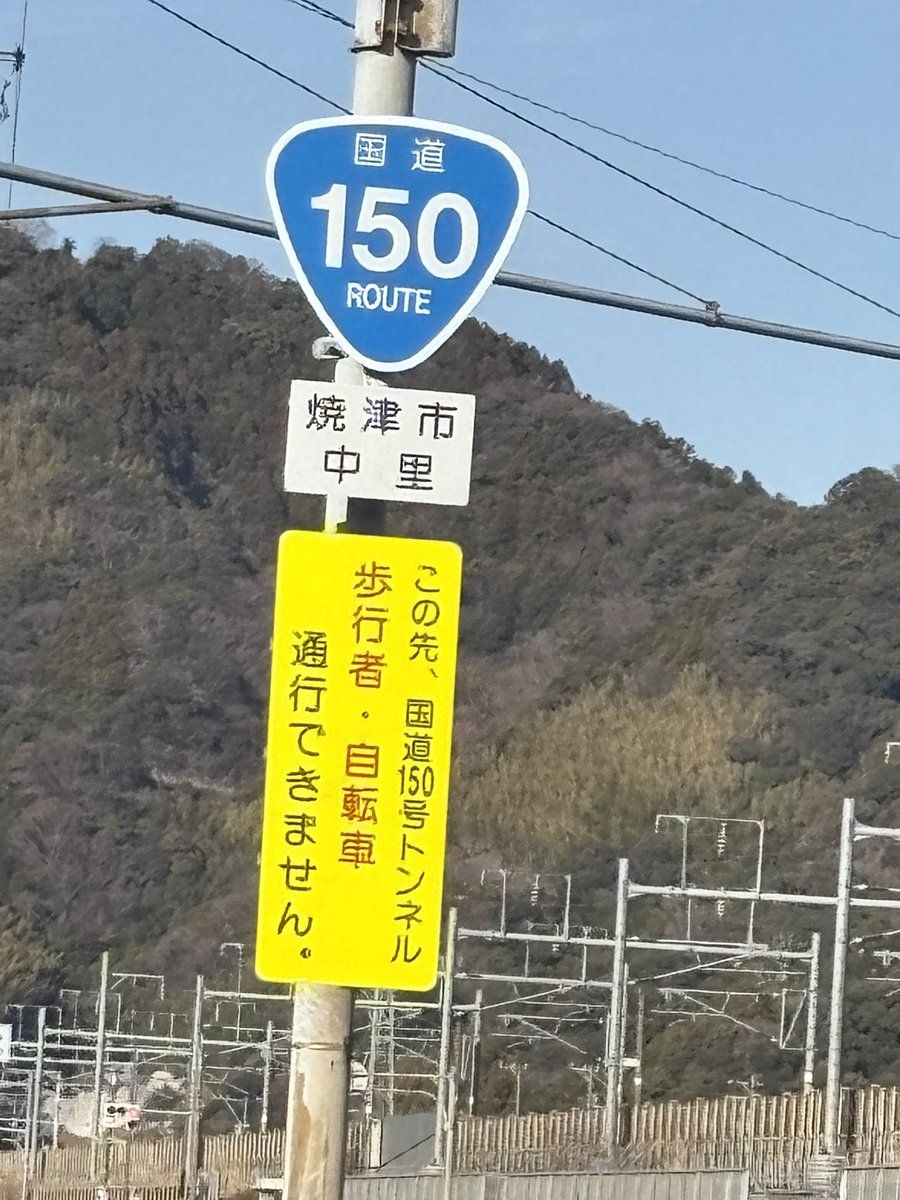 国道
150
ROUTE
焼津市
中里
この先、国道150号トンネル
歩行者・自転車
通行できません。